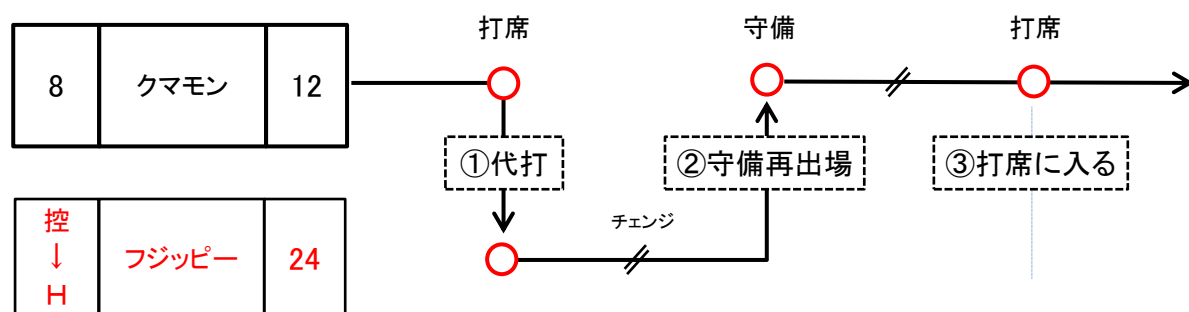 打席 守備 打席
8 クマモン 12
①代打 ②守備再出場 ③打席に入る
チェンジ
控
↓ フジッピー 24
H